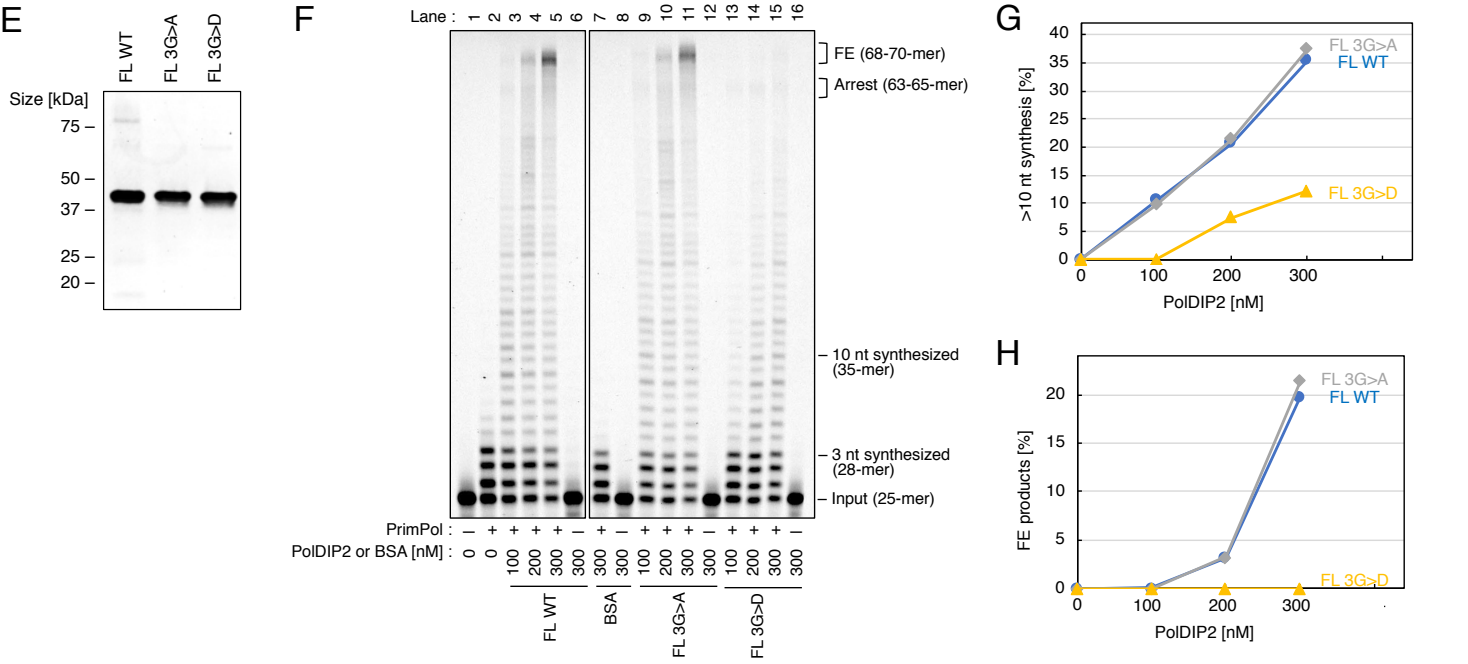 E
FL WT
FL 3G>A
FL 3G>D
Size [kDa]
75 –
50 –
37 –
25 –
20 –
F
Lane : 1 2 3 4 5 6 7 8 9 10 11 12 13 14 15 16
FE (68-70-mer)
Arrest (63-65-mer)
10 nt synthesized
(35-mer)
3 nt synthesized
(28-mer)
Input (25-mer)
PrimPol : – + + + + – + – + + + – + + + –
PolDIP2 or BSA [nM] : 0 0 100 200 300 300 300 300 100 200 300 300 100 200 300 300
FL WT
BSA
FL 3G>A
FL 3G>D
G
>10 nt synthesis [%]
40
35
30
25
20
15
10
5
0
FL 3G>A
FL WT
FL 3G>D
0 100 200 300
PolDIP2 [nM]
H
FE products [%]
20
15
10
5
0
FL 3G>A
FL WT
FL 3G>D
0 100 200 300
PolDIP2 [nM]